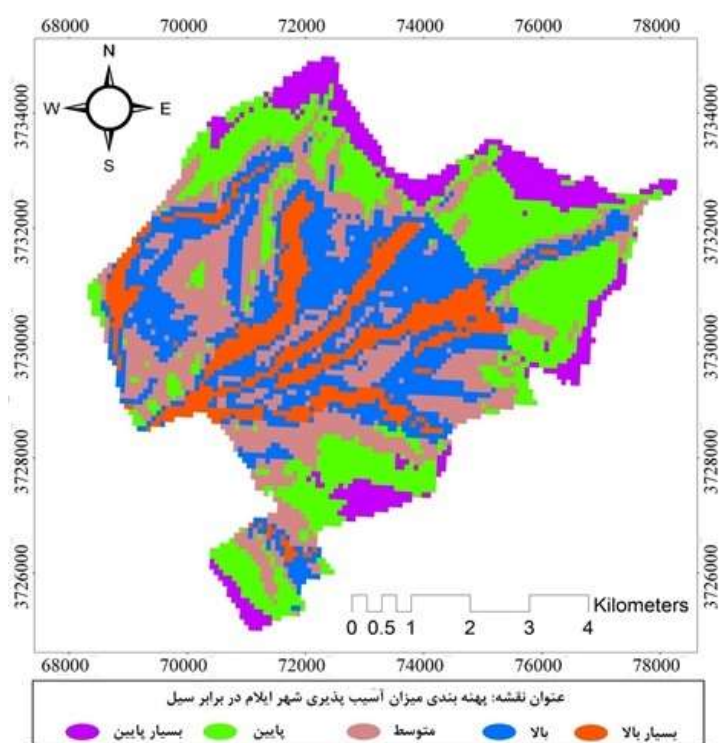 68000 70000 72000 74000 76000 78000
N
W E
S
3734000 3734000
3732000 3732000
3730000 3730000
3728000 3728000
3726000 3726000
Kilometers
0 0.5 1 2 3 4
68000 70000 72000 74000 76000 78000
عنوان نقشه: پهنه بندی میزان آسیب پذیری شهر ایلام در برابر سیل
بسیار بالا بالا متوسط پایین بسیار پایین